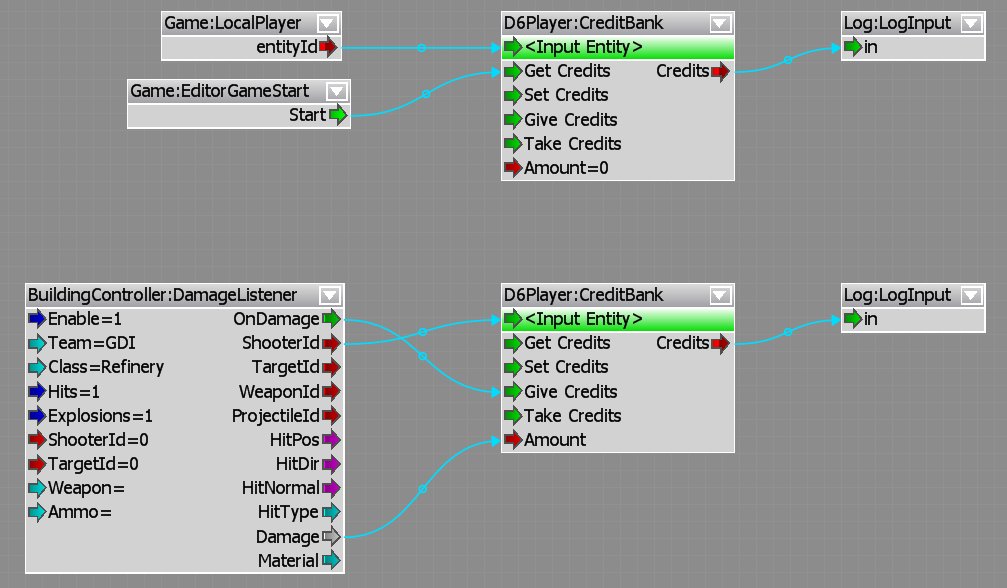 Game:LocalPlayer
entityId
Game:EditorGameStart
Start
D6Player:CreditBank
<Input Entity>
Get Credits Credits
Set Credits
Give Credits
Take Credits
Amount=0
Log:LogInput
in
BuildingController:DamageListener
Enable=1 OnDamage
Team=GDI ShooterId
Class=Refinery TargetId
Hits=1 WeaponId
Explosions=1 ProjectileId
ShooterId=0 HitPos
TargetId=0 HitDir
Weapon= HitNormal
Ammo= HitType
Damage
Material
D6Player:CreditBank
<Input Entity>
Get Credits Credits
Set Credits
Give Credits
Take Credits
Amount
Log:LogInput
in